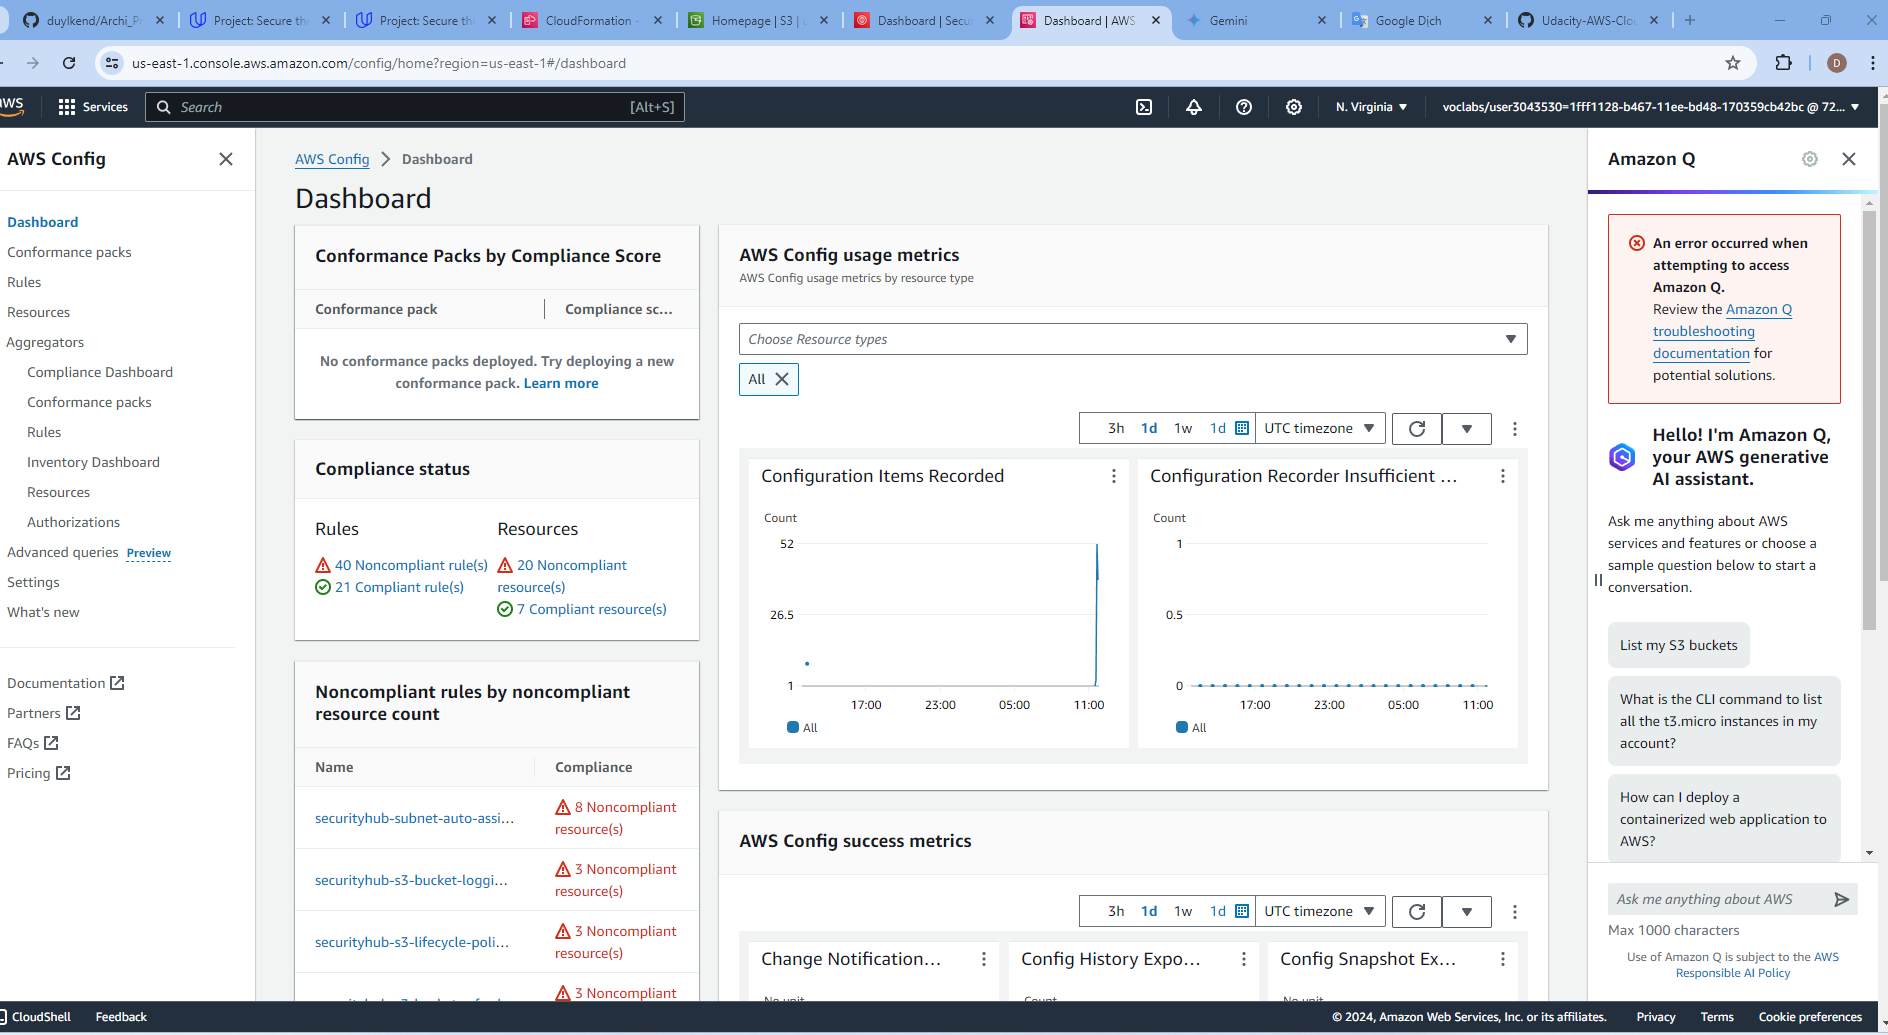 duylkend/Archi_Pr
Project: Secure the
Project: Secure the
CloudFormation -
Homepage | S3 | u
Dashboard | Secu
Dashboard | AWS
Gemini
Google Dịch
Udacity-AWS-Clou
us-east-1.console.aws.amazon.com/config/home?region=us-east-1#/dashboard
D
aws
Services
Search
[Alt+S]
N. Virginia
voclabs/user3043530=1fff1128-b467-11ee-bd48-170359cb42bc @ 72...
AWS Config
Dashboard
Conformance packs
Rules
Resources
Aggregators
Compliance Dashboard
Conformance packs
Rules
Inventory Dashboard
Resources
Authorizations
Advanced queries Preview
Settings
What's new
Documentation
Partners
FAQs
Pricing
AWS Config > Dashboard
Dashboard
Conformance Packs by Compliance Score
Conformance pack
Compliance sc...
No conformance packs deployed. Try deploying a new
conformance pack. Learn more
Compliance status
Rules
40 Noncompliant rule(s)
21 Compliant rule(s)
Resources
20 Noncompliant
resource(s)
7 Compliant resource(s)
Noncompliant rules by noncompliant
resource count
Name
Compliance
securityhub-subnet-auto-assi...
8 Noncompliant
resource(s)
securityhub-s3-bucket-loggi...
3 Noncompliant
resource(s)
securityhub-s3-lifecycle-poli...
3 Noncompliant
resource(s)
3 Noncompliant
AWS Config usage metrics
AWS Config usage metrics by resource type
Choose Resource types
All
3h 1d 1w 1d
UTC timezone
Configuration Items Recorded
Count
52
26.5
1
17:00 23:00 05:00 11:00
All
Configuration Recorder Insufficient ...
Count
1
0.5
0
17:00 23:00 05:00 11:00
All
AWS Config success metrics
3h 1d 1w 1d
UTC timezone
Change Notification...
No unit
Config History Expo...
Count
Config Snapshot Ex...
No unit
Amazon Q
An error occurred when
attempting to access
Amazon Q.
Review the Amazon Q
troubleshooting
documentation for
potential solutions.
Hello! I'm Amazon Q,
your AWS generative
AI assistant.
Ask me anything about AWS
services and features or choose a
sample question below to start a
conversation.
List my S3 buckets
What is the CLI command to list
all the t3.micro instances in my
account?
How can I deploy a
containerized web application to
AWS?
Ask me anything about AWS
Max 1000 characters
Use of Amazon Q is subject to the AWS
Responsible AI Policy
CloudShell
Feedback
© 2024, Amazon Web Services, Inc. or its affiliates.
Privacy
Terms
Cookie preferences